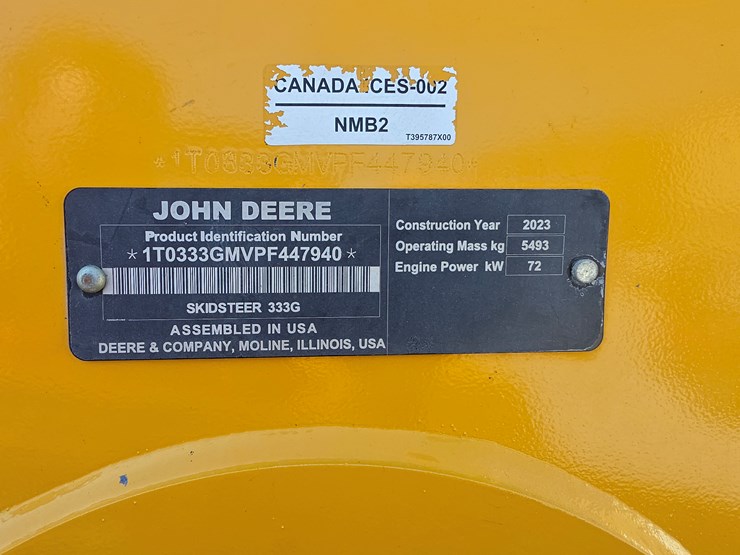 CANADA ICES-002
NMB2
T395787X00
*1T0333GMVPF447940*
JOHN DEERE
Product Identification Number
*1T0333GMVPF447940*
SKIDSTEER 333G
ASSEMBLED IN USA
DEERE & COMPANY, MOLINE, ILLINOIS, USA
Construction Year 2023
Operating Mass kg 5493
Engine Power kW 72